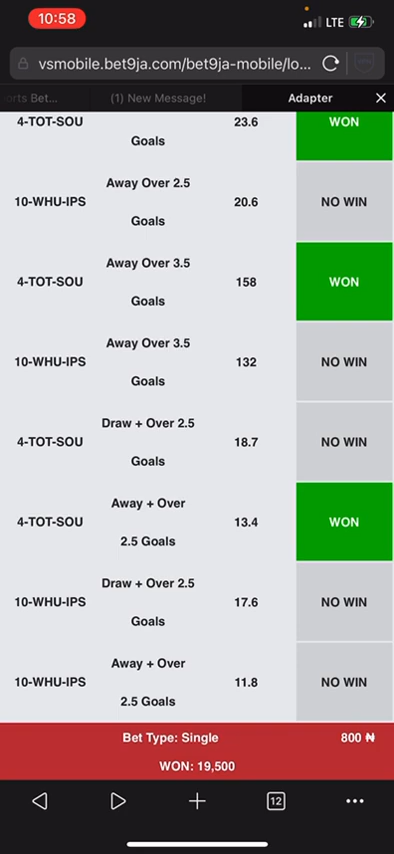 10:58
LTE
vsmobile.bet9ja.com/bet9ja-mobile/lo...
orts Bet...
(1) New Message!
Adapter
4-TOT-SOU
Goals
23.6
WON
10-WHU-IPS
Away Over 2.5
Goals
20.6
NO WIN
4-TOT-SOU
Away Over 3.5
Goals
158
WON
10-WHU-IPS
Away Over 3.5
Goals
132
NO WIN
4-TOT-SOU
Draw + Over 2.5
Goals
18.7
NO WIN
4-TOT-SOU
Away + Over
2.5 Goals
13.4
WON
10-WHU-IPS
Draw + Over 2.5
Goals
17.6
NO WIN
10-WHU-IPS
Away + Over
2.5 Goals
11.8
NO WIN
Bet Type: Single
800 ₦
WON: 19,500
12